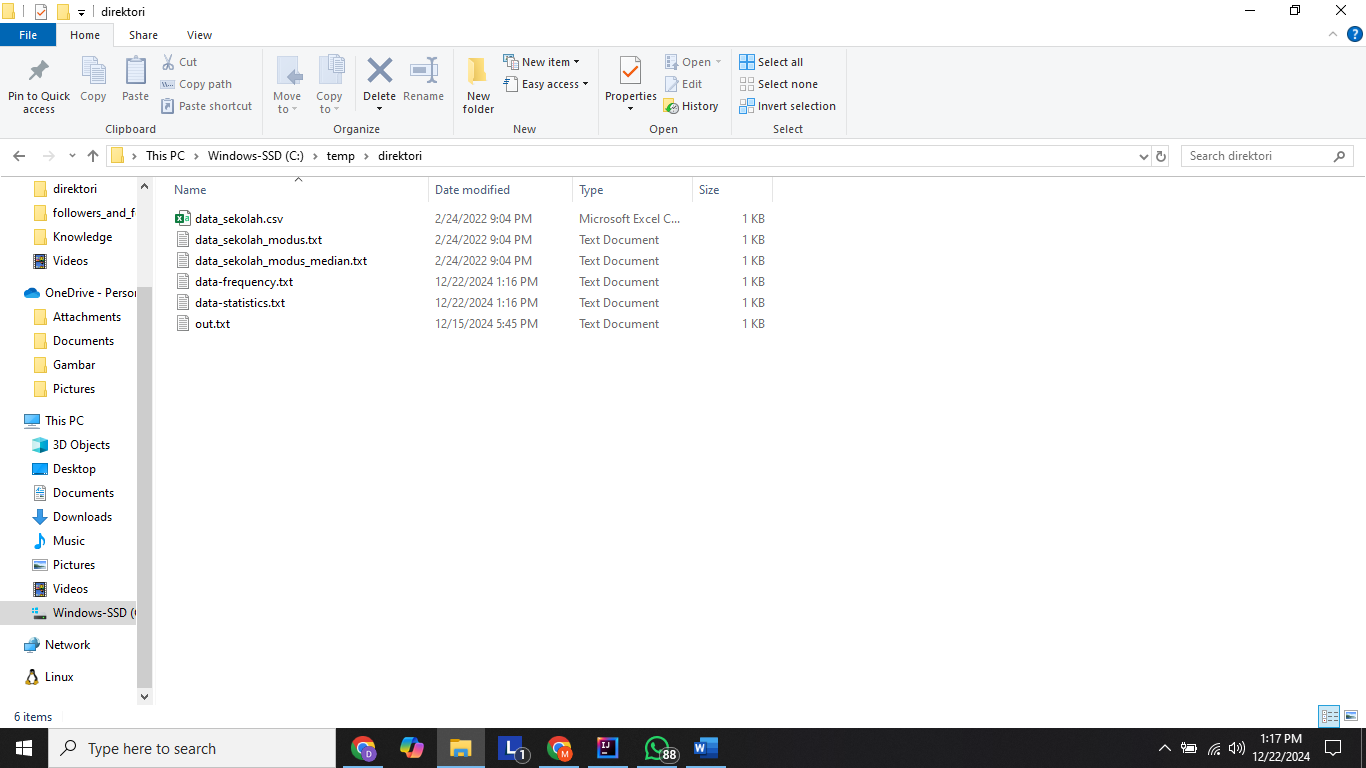 direktori
File Home Share View
Pin to Quick access
Copy
Paste
Cut
Copy path
Paste shortcut
Clipboard
Move to
Copy to
Delete
Rename
Organize
New folder
New item
Easy access
New
Properties
Open
Edit
History
Open
Select all
Select none
Invert selection
Select
This PC > Windows-SSD (C:) > temp > direktori
Search direktori
direktori
followers_and_f
Knowledge
Videos
OneDrive - Person
Attachments
Documents
Gambar
Pictures
This PC
3D Objects
Desktop
Documents
Downloads
Music
Pictures
Videos
Windows-SSD (
Network
Linux
Name Date modified Type Size
data_sekolah.csv 2/24/2022 9:04 PM Microsoft Excel C... 1 KB
data_sekolah_modus.txt 2/24/2022 9:04 PM Text Document 1 KB
data_sekolah_modus_median.txt 2/24/2022 9:04 PM Text Document 1 KB
data-frequency.txt 12/22/2024 1:16 PM Text Document 1 KB
data-statistics.txt 12/22/2024 1:16 PM Text Document 1 KB
out.txt 12/15/2024 5:45 PM Text Document 1 KB
6 items
Type here to search
D
L 1
M
IJ
88
W
1:17 PM
12/22/2024